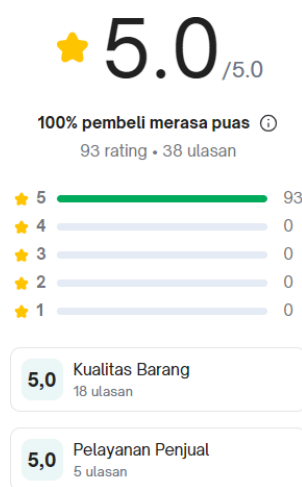 5.0/5.0
100% pembeli merasa puas
93 rating • 38 ulasan
5 93
4 0
3 0
2 0
1 0
5,0 Kualitas Barang
18 ulasan
5,0 Pelayanan Penjual
5 ulasan